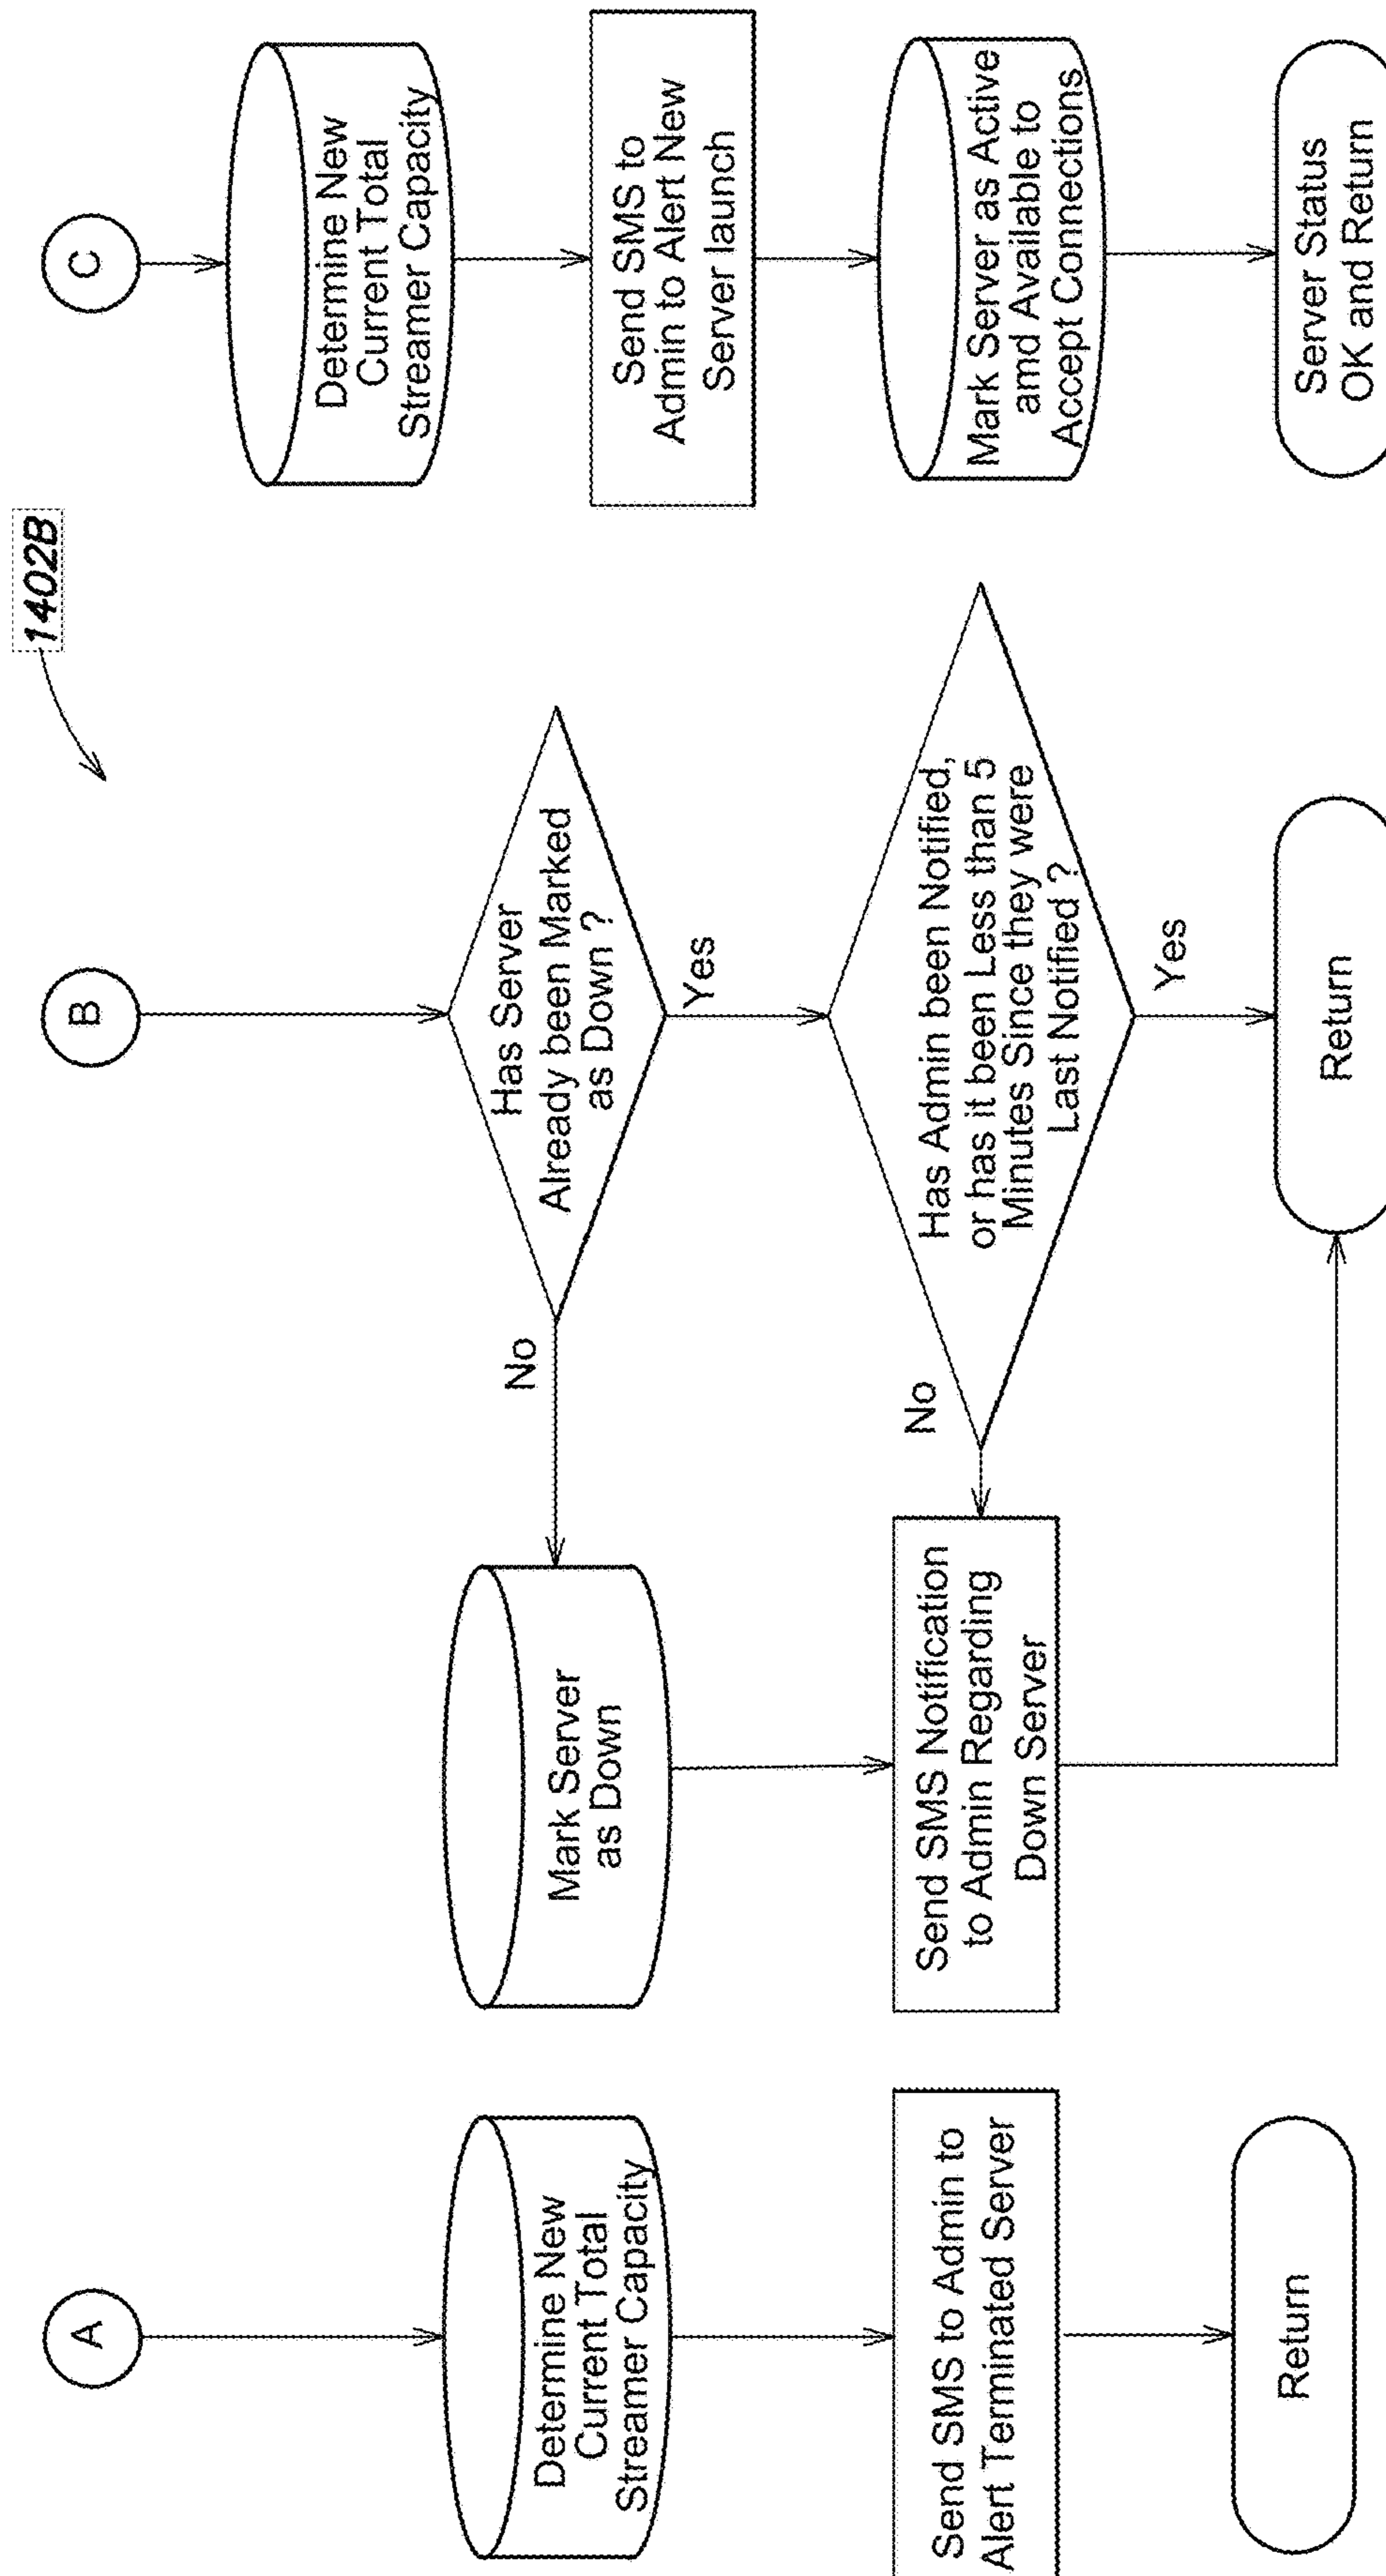 1402B
A
Determine New
Current Total
Streamer Capacity
Send SMS to Admin to
Alert Terminated Server
Return
B
Has Server
Already been Marked
as Down ?
No
Yes
Mark Server
as Down
Has Admin been Notified,
or has it been Less than 5
Minutes Since they were
Last Notified ?
No
Yes
Send SMS Notification
to Admin Regarding
Down Server
Return
C
Determine New
Current Total
Streamer Capacity
Send SMS to
Admin to Alert New
Server launch
Mark Server as Active
amd Available to
Accept Connections
Server Status
OK and Return